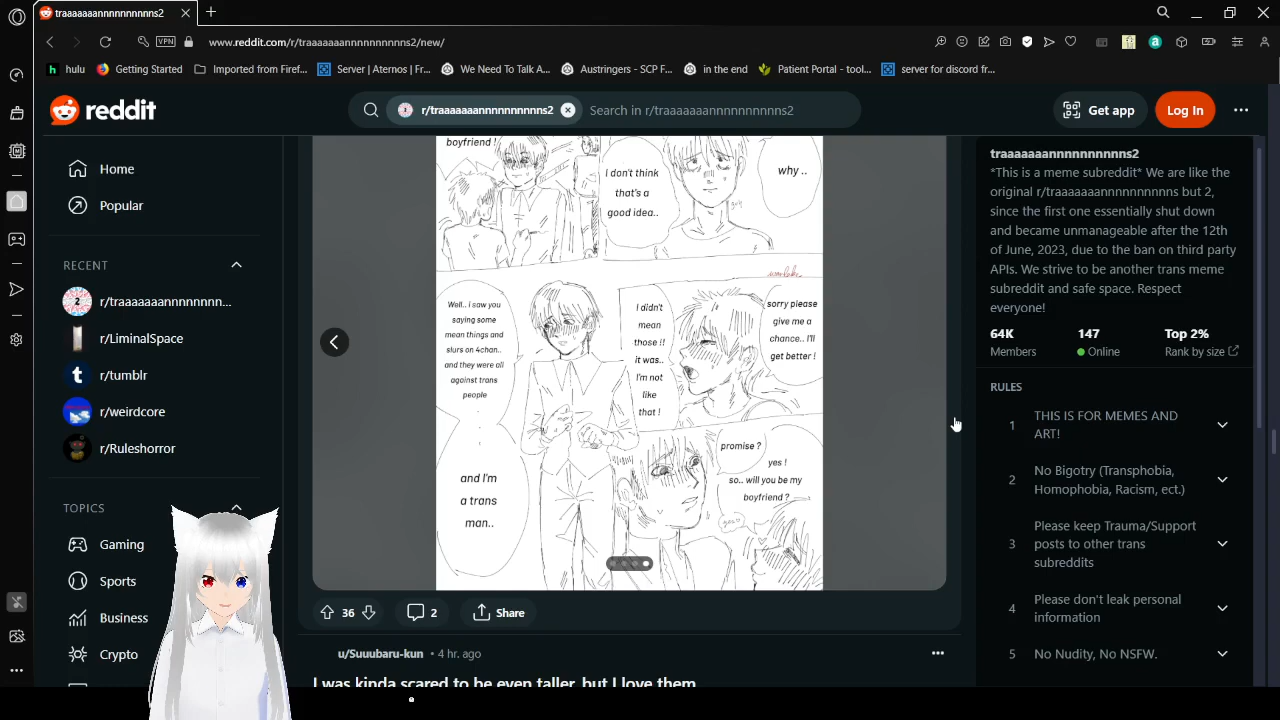 traaaaaaannnnnnnnnns2
www.reddit.com/r/traaaaaaannnnnnnnnns2/new/
VPN
hulu
Getting Started
Imported from Firef...
Server | Aternos | Fr...
We Need To Talk A...
Austringers - SCP F...
in the end
Patient Portal - tool...
server for discord fr...
reddit
r/traaaaaaannnnnnnnnns2
Search in r/traaaaaaannnnnnnnnns2
Get app
Log In
Home
Popular
RECENT
r/traaaaaaannnnnnn...
r/LiminalSpace
r/tumblr
r/weirdcore
r/Ruleshorror
TOPICS
Gaming
Sports
Business
Crypto
boyfriend !
I don't think
that's a
good idea..
why ..
Well.. i saw you
saying some
mean things and
slurs on 4chan..
and they were all
against trans
people
and I'm
a trans
man..
I didn't
mean
those !!
it was..
I'm not
like
that !
sorry please
give me a
chance.. I'll
get better !
promise ?
yes !
so.. will you be my
boyfriend ?
36
2
Share
u/Suuubaru-kun • 4 hr. ago
I was kinda scared to be even taller, but I love them
traaaaaaannnnnnnnnns2
*This is a meme subreddit* We are like the
original r/traaaaaaannnnnnnnnns but 2,
since the first one essentially shut down
and became unmanageable after the 12th
of June, 2023, due to the ban on third party
APIs. We strive to be another trans meme
subreddit and safe space. Respect
everyone!
64K
Members
147
Online
Top 2%
Rank by size
RULES
1
THIS IS FOR MEMES AND
ART!
2
No Bigotry (Transphobia,
Homophobia, Racism, ect.)
3
Please keep Trauma/Support
posts to other trans
subreddits
4
Please don't leak personal
information
5
No Nudity, No NSFW.